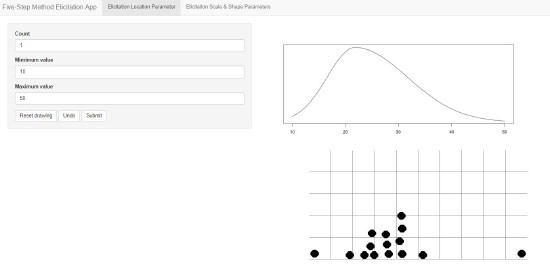 Five-Step Method Elicitation App Elicitation Location Parameter Elicitation Scale & Shape Parameters
Count
1
Minimum value
10
Maximum value
50
Reset drawing Undo Submit
10 20 30 40 50